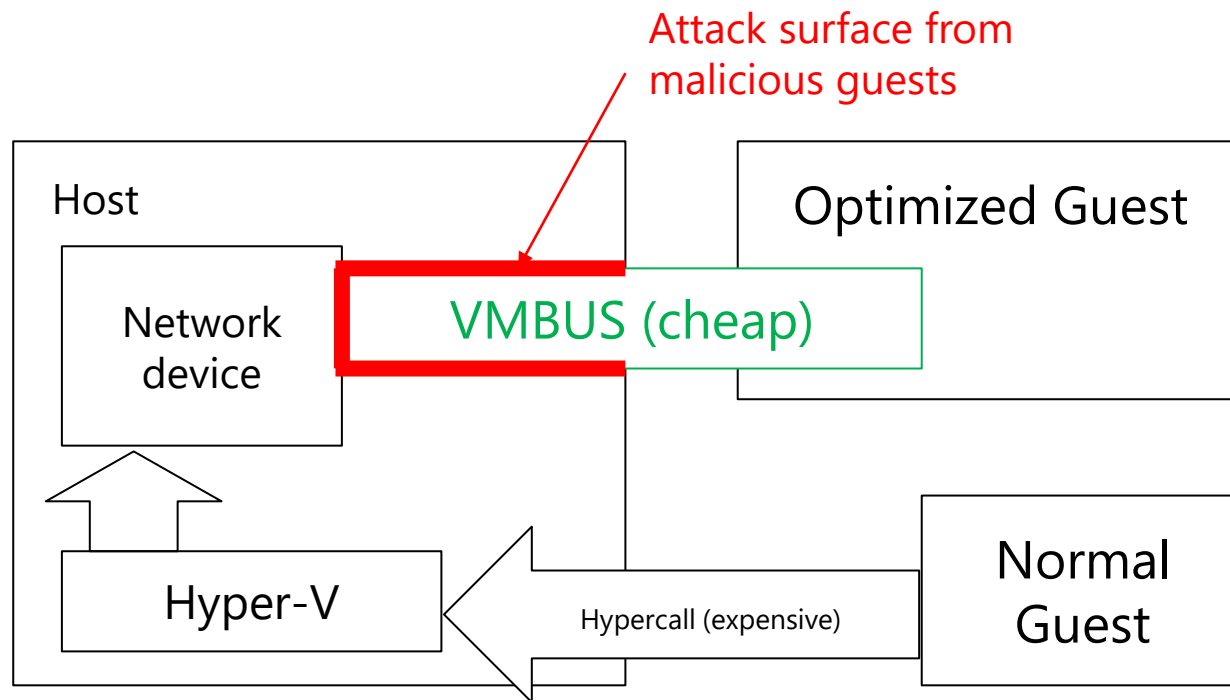 Attack surface from
malicious guests
Host
Optimized Guest
Network
device
VMBUS (cheap)
Hyper-V
Hypercall (expensive)
Normal
Guest